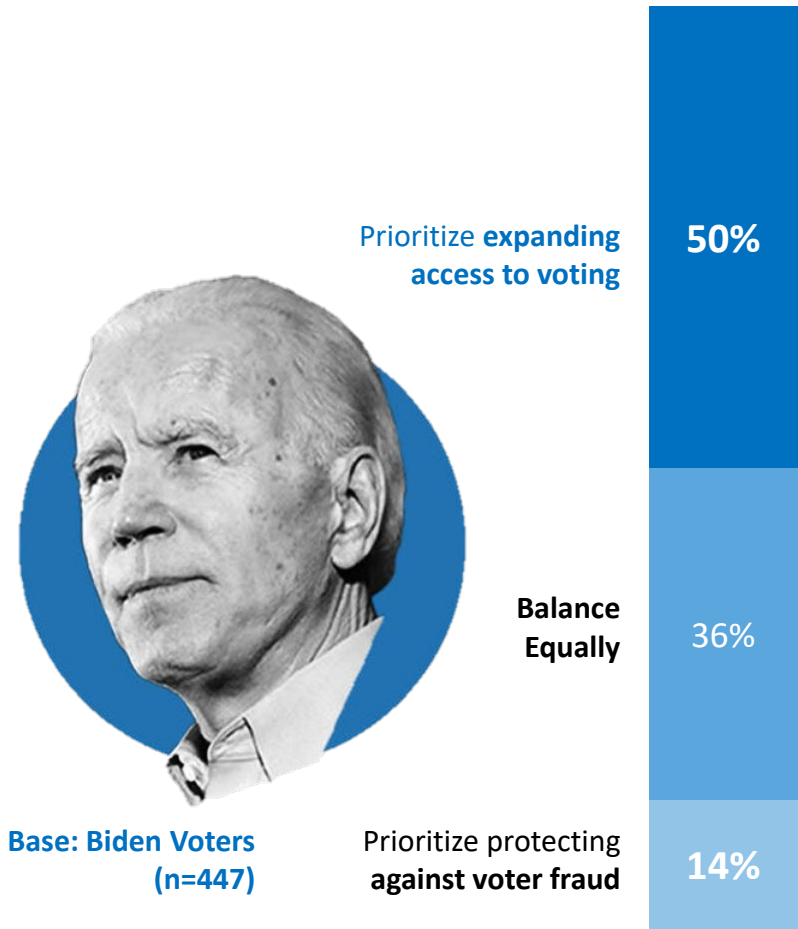 Prioritize expanding
access to voting
50%
Balance
Equally
36%
Base: Biden Voters
(n=447)
Prioritize protecting
against voter fraud
14%